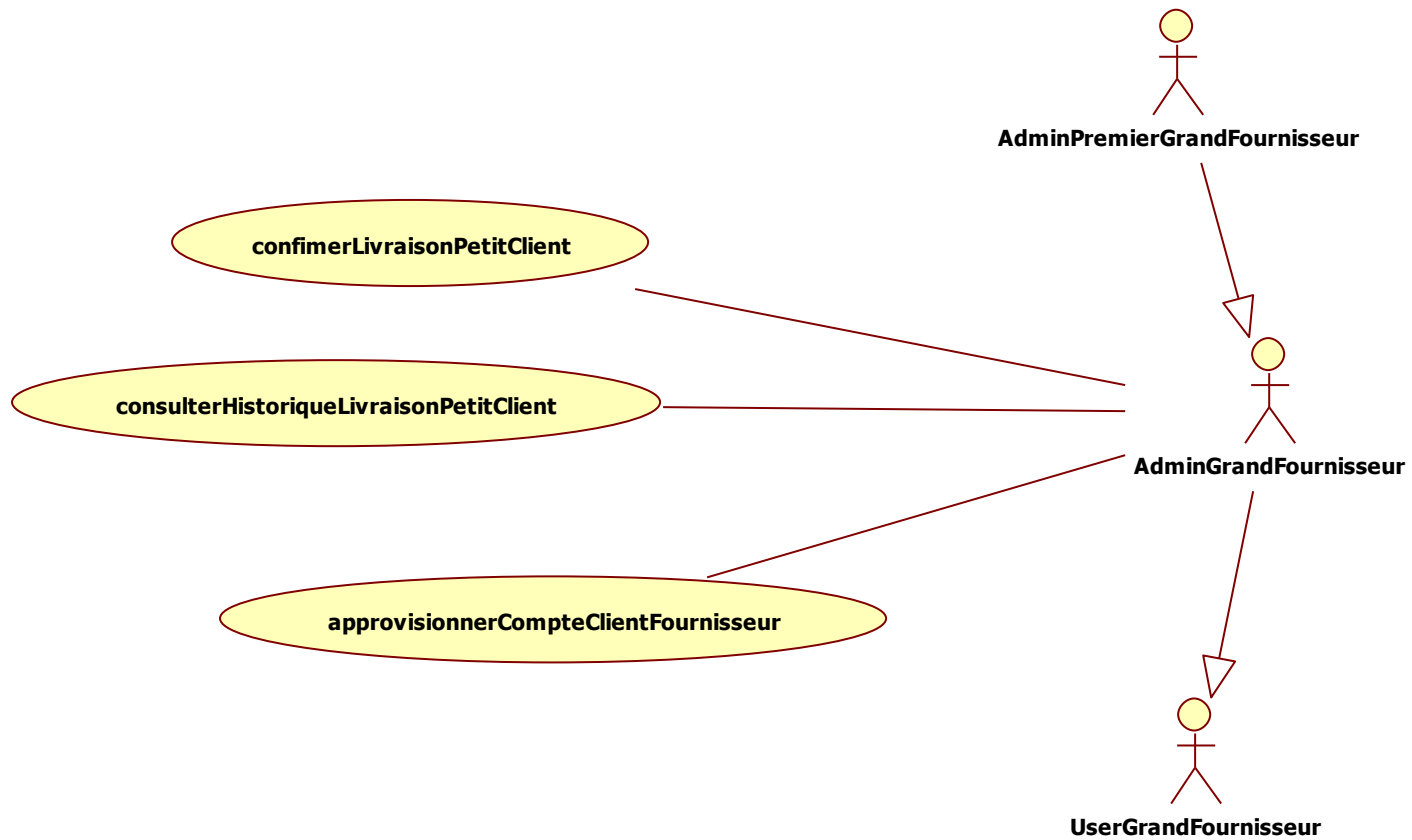 AdminPremierGrandFournisseur
confimerLivraisonPetitClient
consulterHistoriqueLivraisonPetitClient
AdminGrandFournisseur
approvisionnerCompteClientFournisseur
UserGrandFournisseur